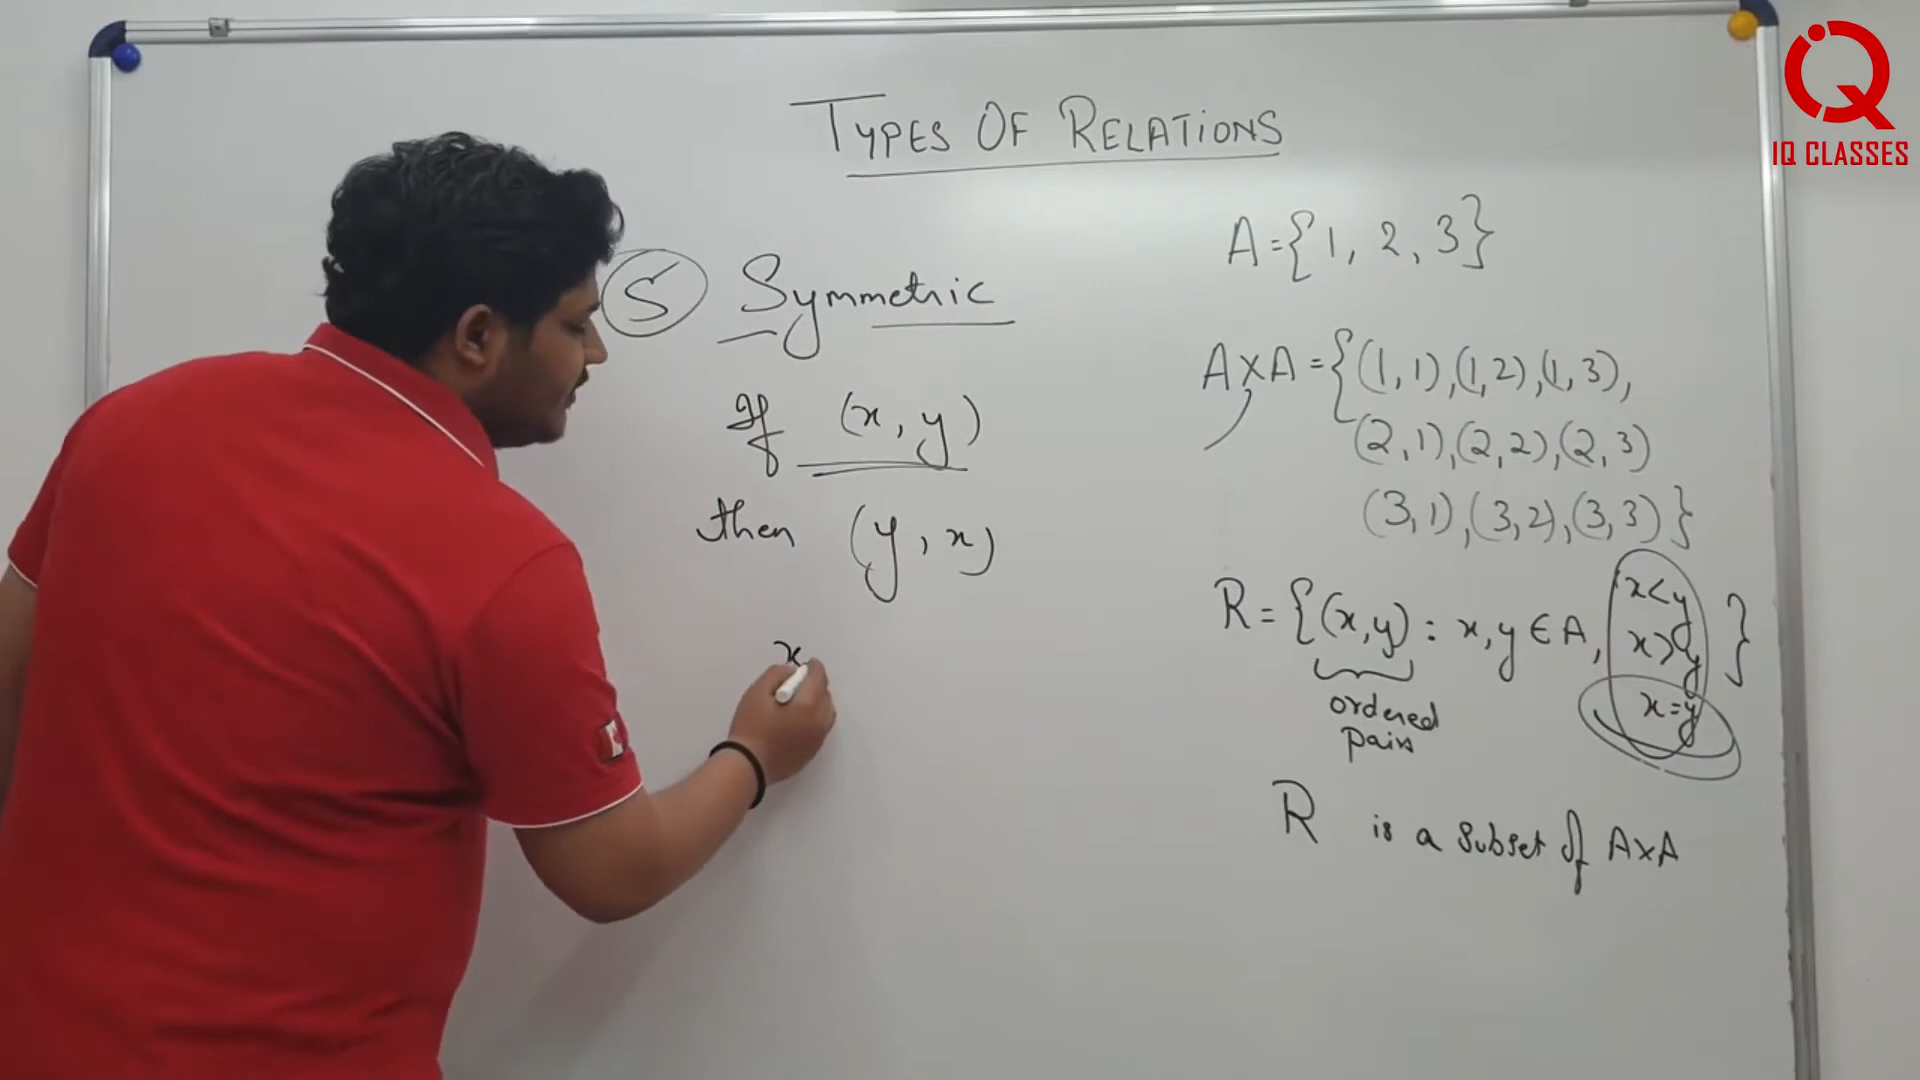 TYPES OF RELATIONS
5 Symmetric
If (x, y)
then (y, x)
x
A={1, 2, 3}
A×A={(1,1),(1,2),(1,3),
(2,1),(2,2),(2,3)
(3,1),(3,2),(3,3)}
R={(x,y): x,y ∈ A, x<y }
x>y
x=y
ordered
pairs
R is a subset of A×A
IQ CLASSES